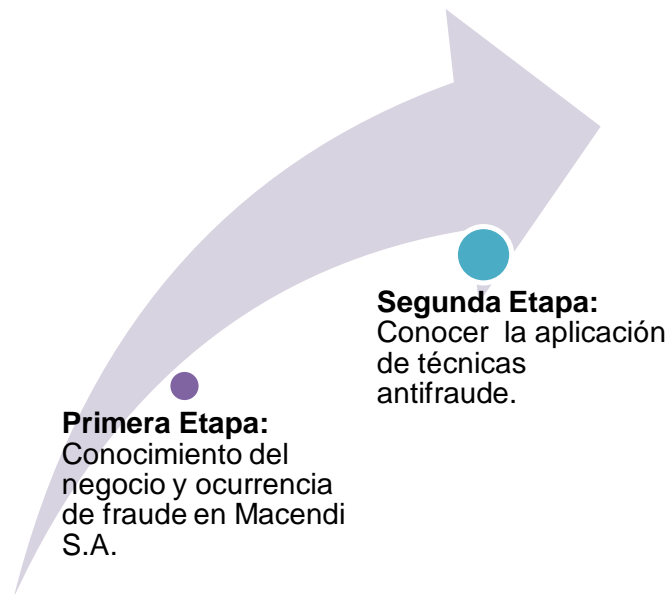 Segunda Etapa:
Conocer la aplicación
de técnicas
antifraude.
Primera Etapa:
Conocimiento del
negocio y ocurrencia
de fraude en Macendi
S.A.